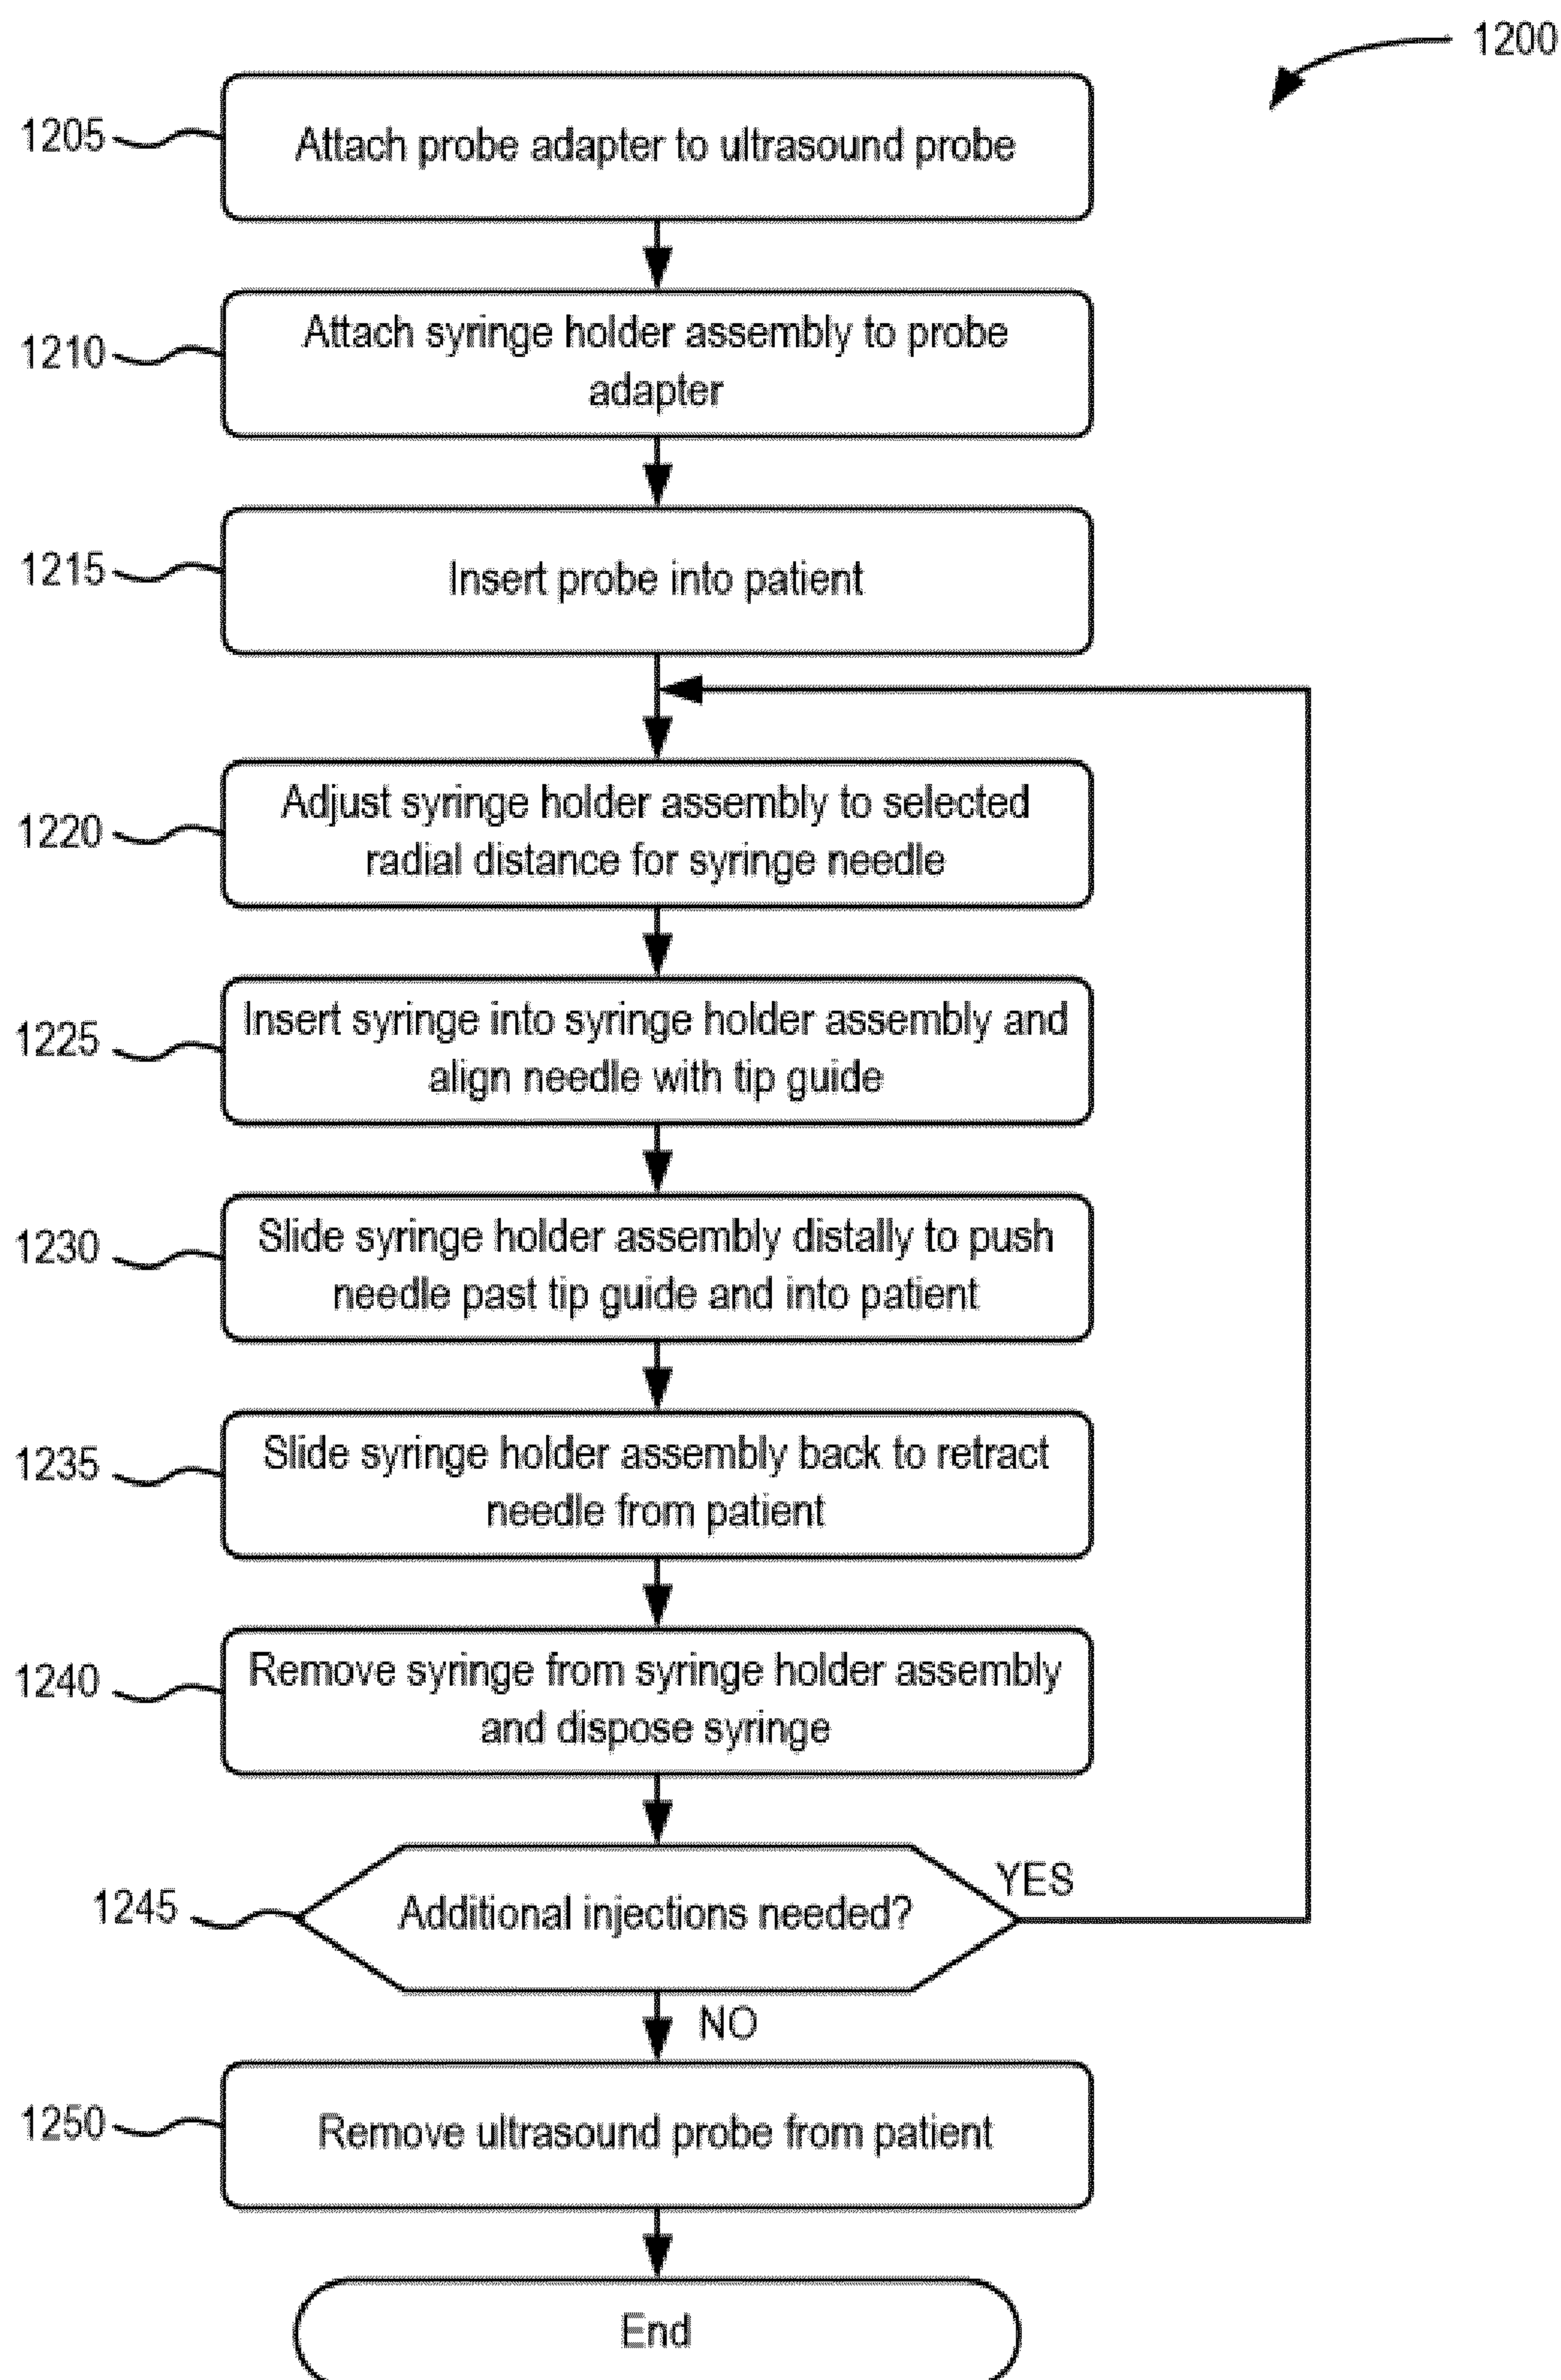 1200
1205
Attach probe adapter to ultrasound probe
1210
Attach syringe holder assembly to probe
adapter
1215
Insert probe into patient
1220
Adjust syringe holder assembly to selected
radial distance for syringe needle
1225
Insert syringe into syringe holder assembly and
align needle with tip guide
1230
Slide syringe holder assembly distally to push
needle past tip guide and into patient
1235
Slide syringe holder assembly back to retract
needle from patient
1240
Remove syringe from syringe holder assembly
and dispose syringe
1245
Additional injections needed?
YES
NO
1250
Remove ultrasound probe from patient
End